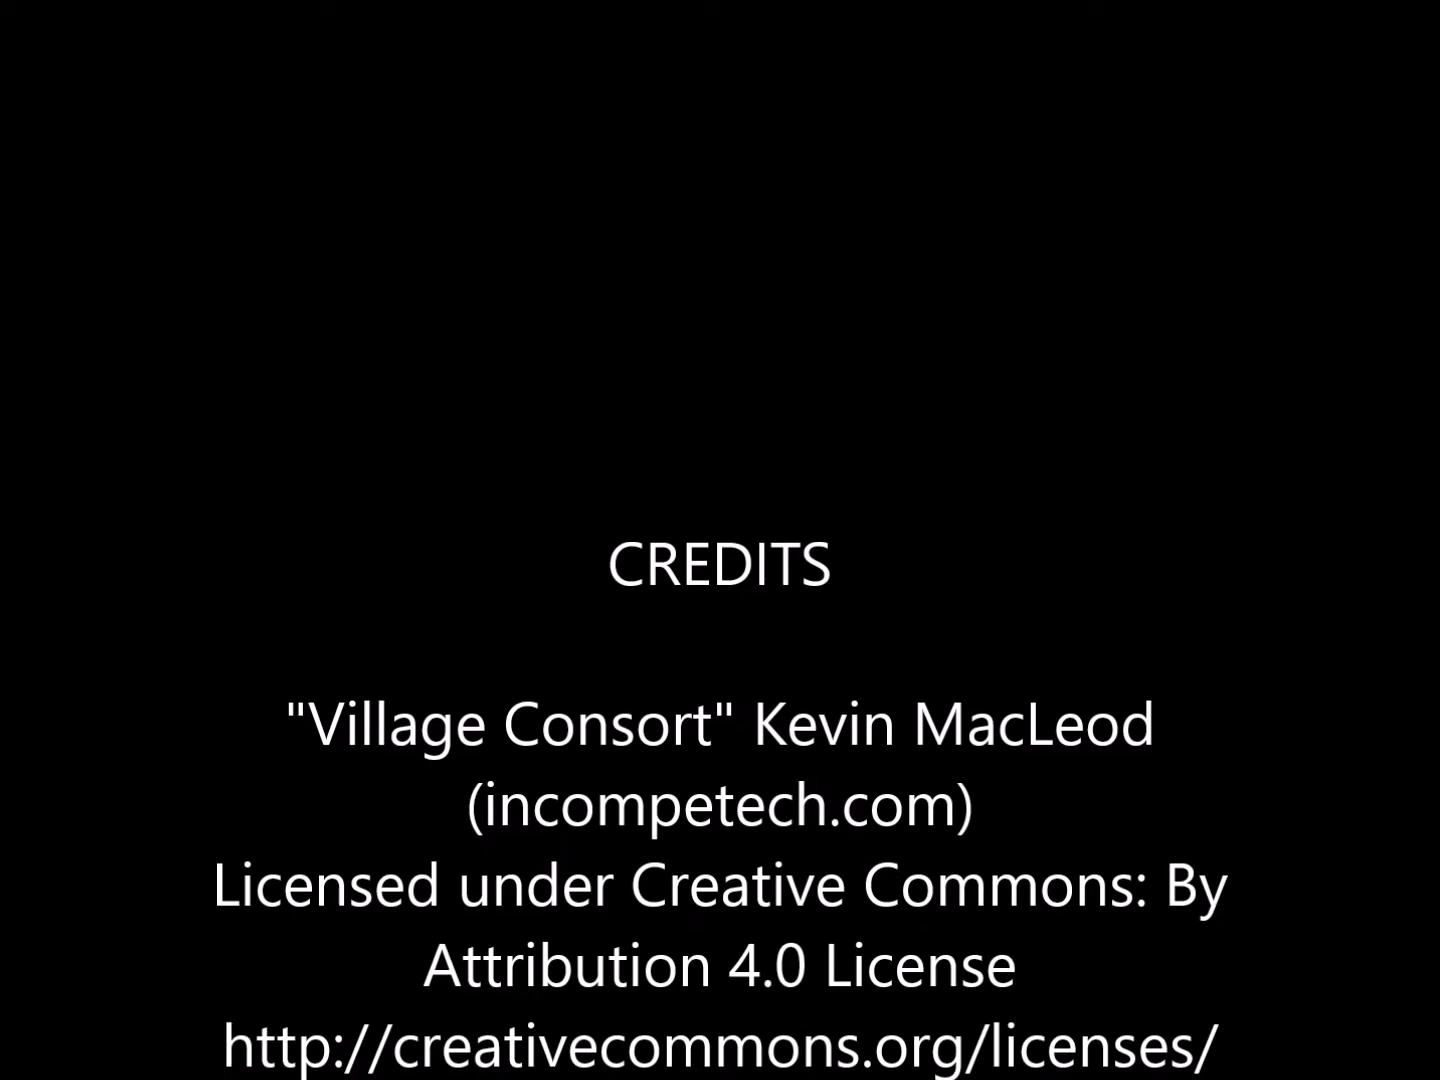 CREDITS
"Village Consort" Kevin MacLeod
(incompetech.com)
Licensed under Creative Commons: By
Attribution 4.0 License
http://creativecommons.org/licenses/